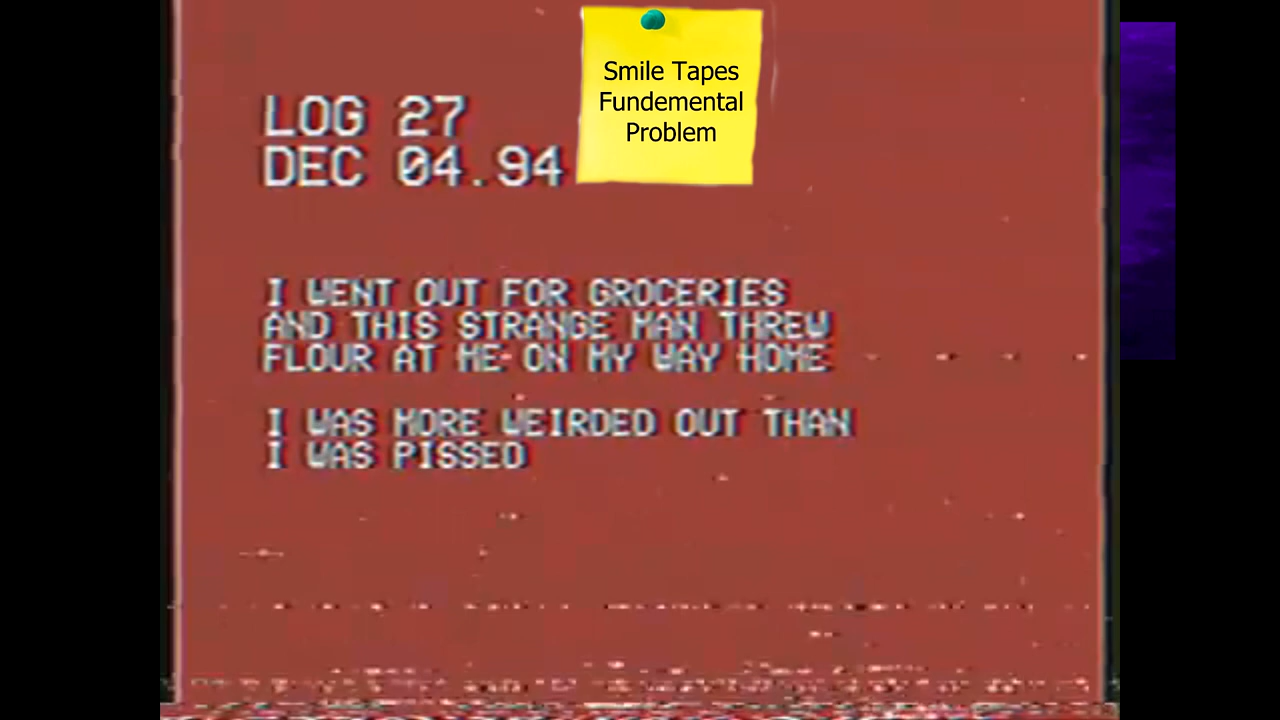 Smile Tapes
Fundemental
Problem
LOG 27
DEC 04.94
I WENT OUT FOR GROCERIES
AND THIS STRANGE MAN THREW
FLOUR AT ME ON MY WAY HOME
I WAS MORE WEIRDED OUT THAN
I WAS PISSED